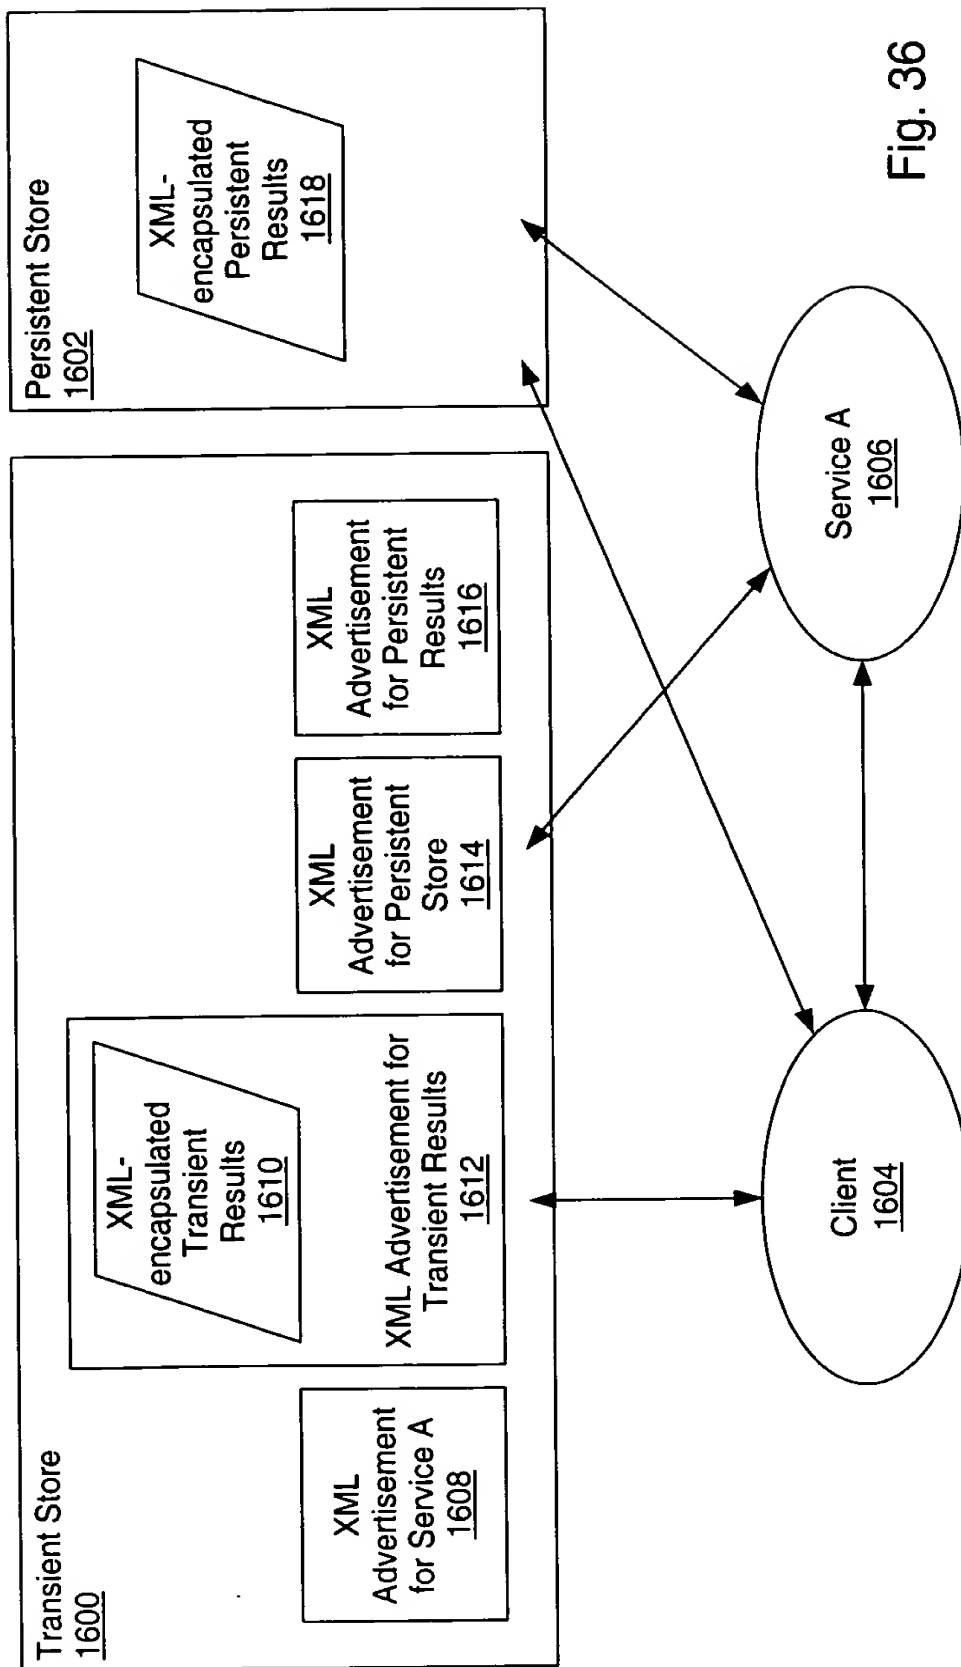 Transient Store
1600
XML
Advertisement
for Service A
1608
XML-
encapsulated
Transient
Results
1610
XML Advertisement for
Transient Results
1612
XML
Advertisement
for Persistent
Store
1614
XML
Advertisement
for Persistent
Results
1616
Persistent Store
1602
XML-
encapsulated
Persistent
Results
1618
Client
1604
Service A
1606
Fig. 36